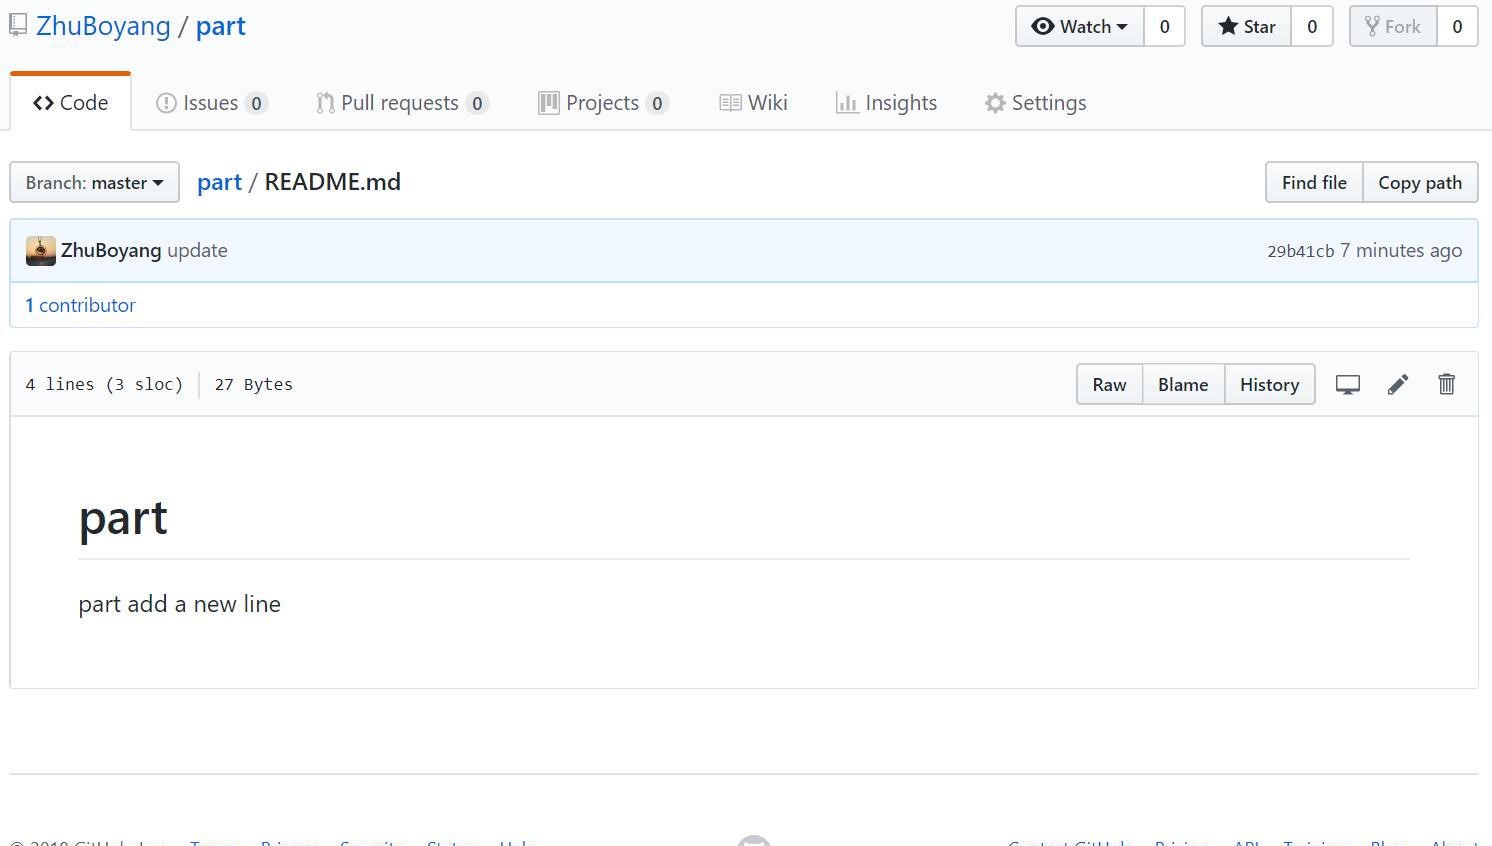 ZhuBoyang / part
Watch 0 Star 0 Fork 0
Code Issues 0 Pull requests 0 Projects 0 Wiki Insights Settings
Branch: master part / README.md Find file Copy path
ZhuBoyang update 29b41cb 7 minutes ago
1 contributor
4 lines (3 sloc) 27 Bytes Raw Blame History
part
part add a new line